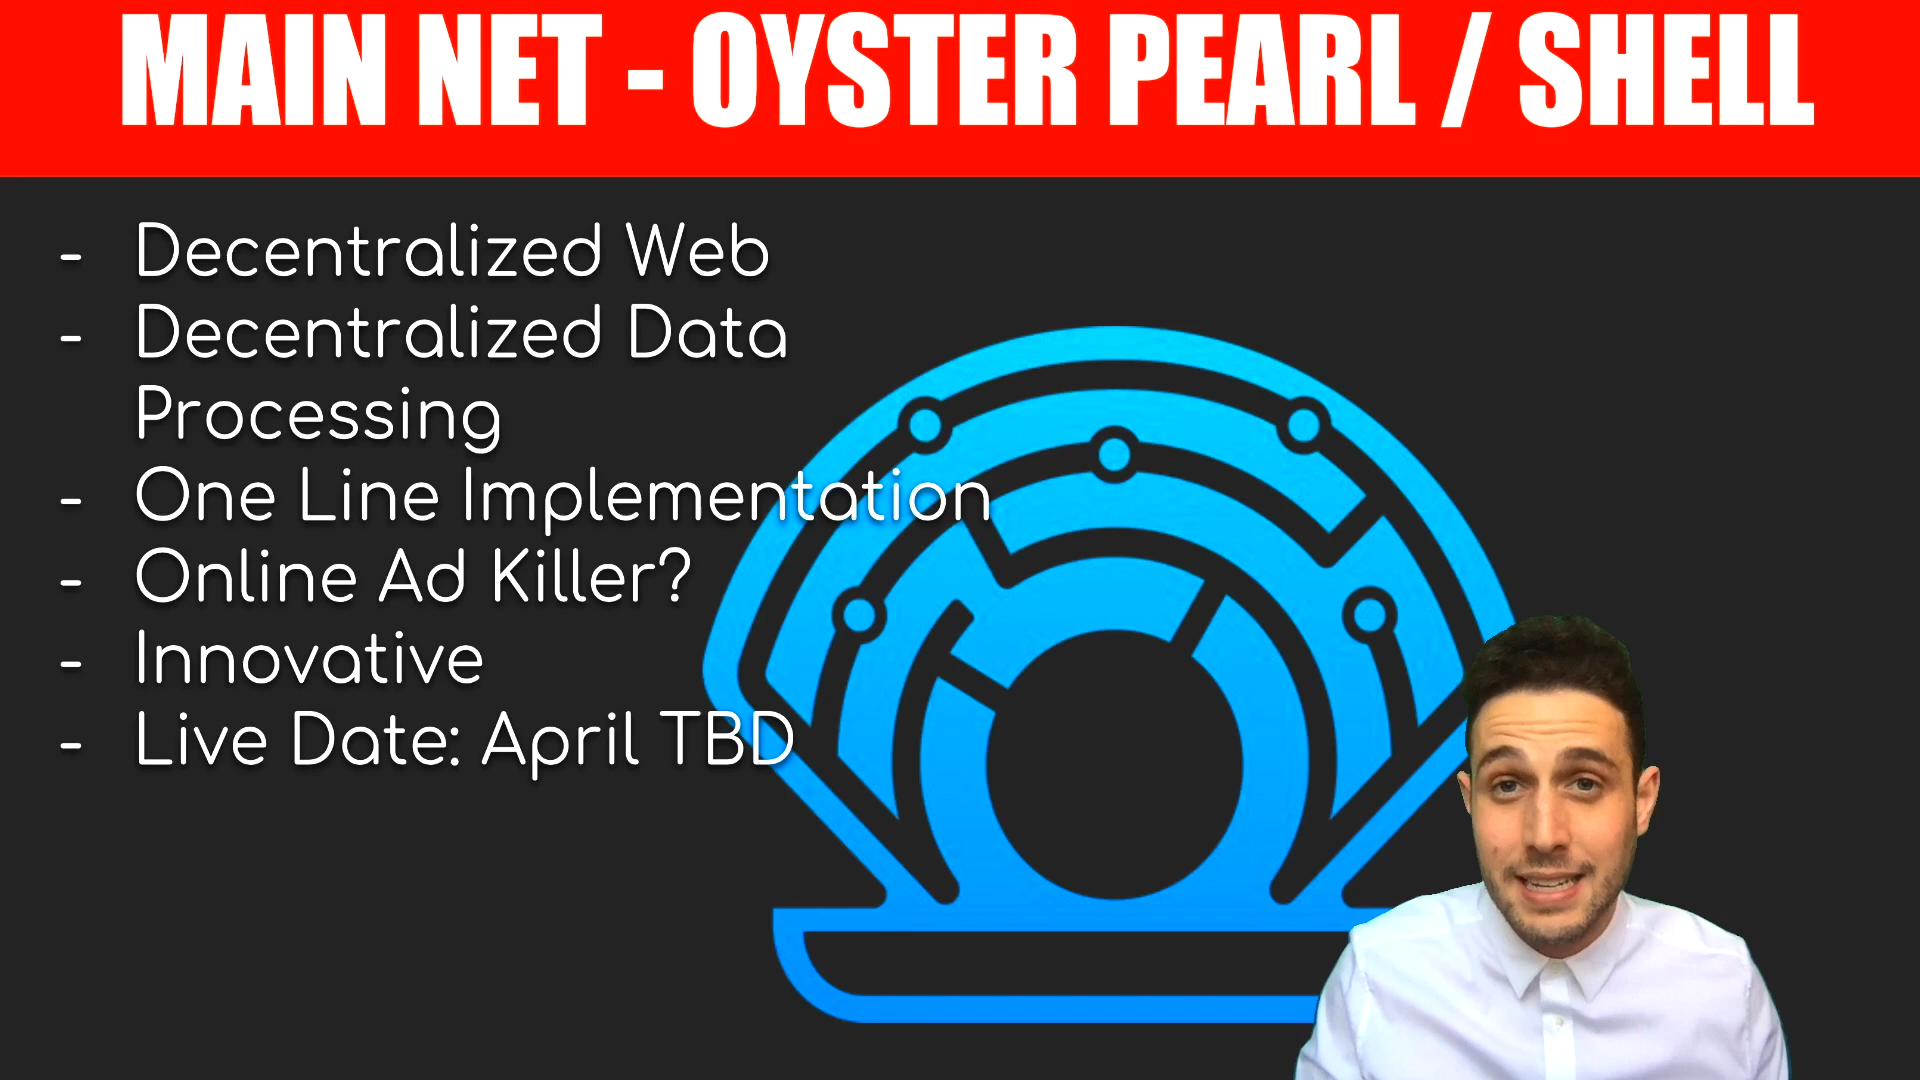 MAIN NET - OYSTER PEARL / SHELL
- Decentralized Web
- Decentralized Data
Processing
- One Line Implementation
- Online Ad Killer?
- Innovative
- Live Date: April TBD